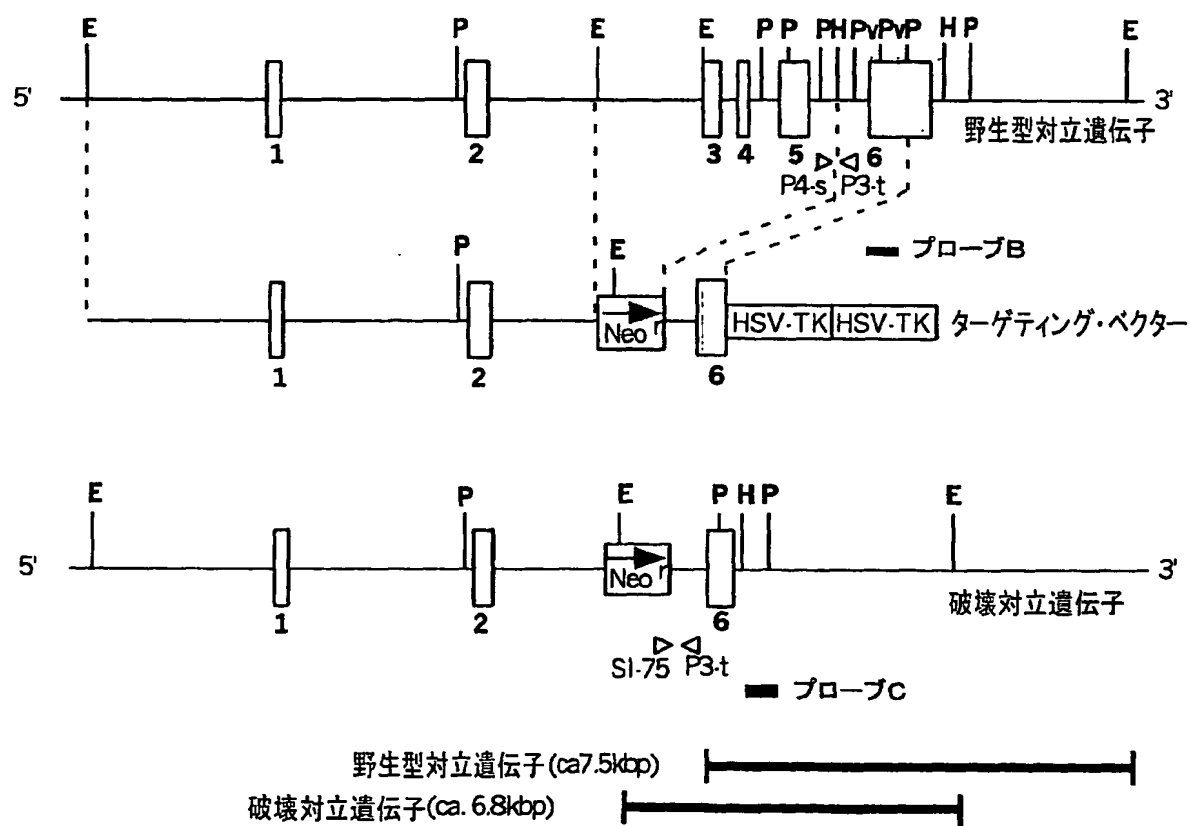 E P E E P P PH PvPvP H P E
5' 3'
野生型対立遺伝子
1 2 3 4 5 6
P4-s P3-t
プローブB
P E
Neo r HSV-TK HSV-TK ターゲティング・ベクター
1 2 6
E P E P H P E
5' Neo r 3'
破壊対立遺伝子
1 2 6
SI-75 P3-t
プローブC
野生型対立遺伝子(ca7.5kbp)
破壊対立遺伝子(ca. 6.8kbp)